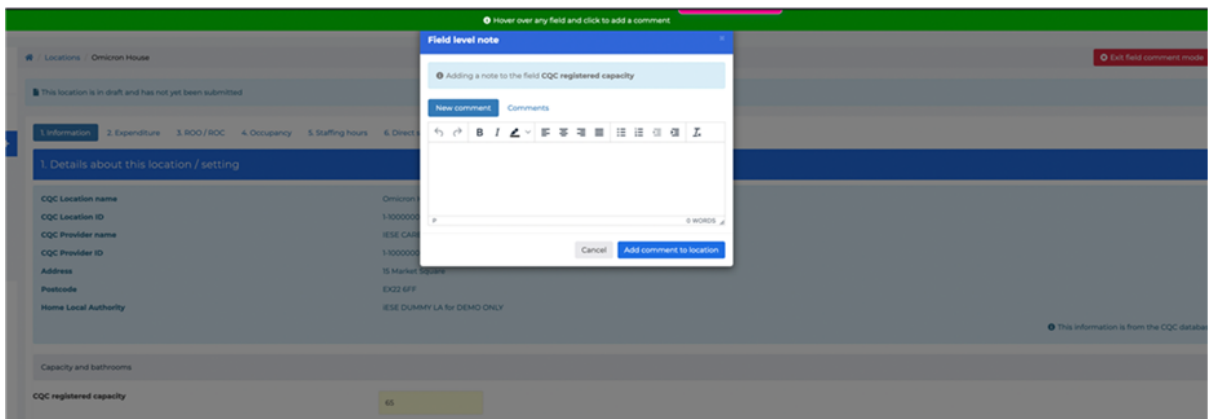 Hover over any field and click to add a comment
Field level note
×
Locations / Omicron House
Exit field comment mode
Adding a note to the field CQC registered capacity
This location is in draft and has not yet been submitted
New comment Comments
1. Information 2. Expenditure 3. ROO / ROC 4. Occupancy 5. Staffing hours 6. Direct
B I
1. Details about this location / setting
CQC Location name Omicron
CQC Location ID
P 0 WORDS
CQC Provider name IESE
CQC Provider ID
Cancel Add comment to location
Address 15 Market Square
Postcode EX22 6FF
Home Local Authority IESE DUMMY LA for DEMO ONLY
This information is from the CQC
Capacity and bathrooms
CQC registered capacity 65